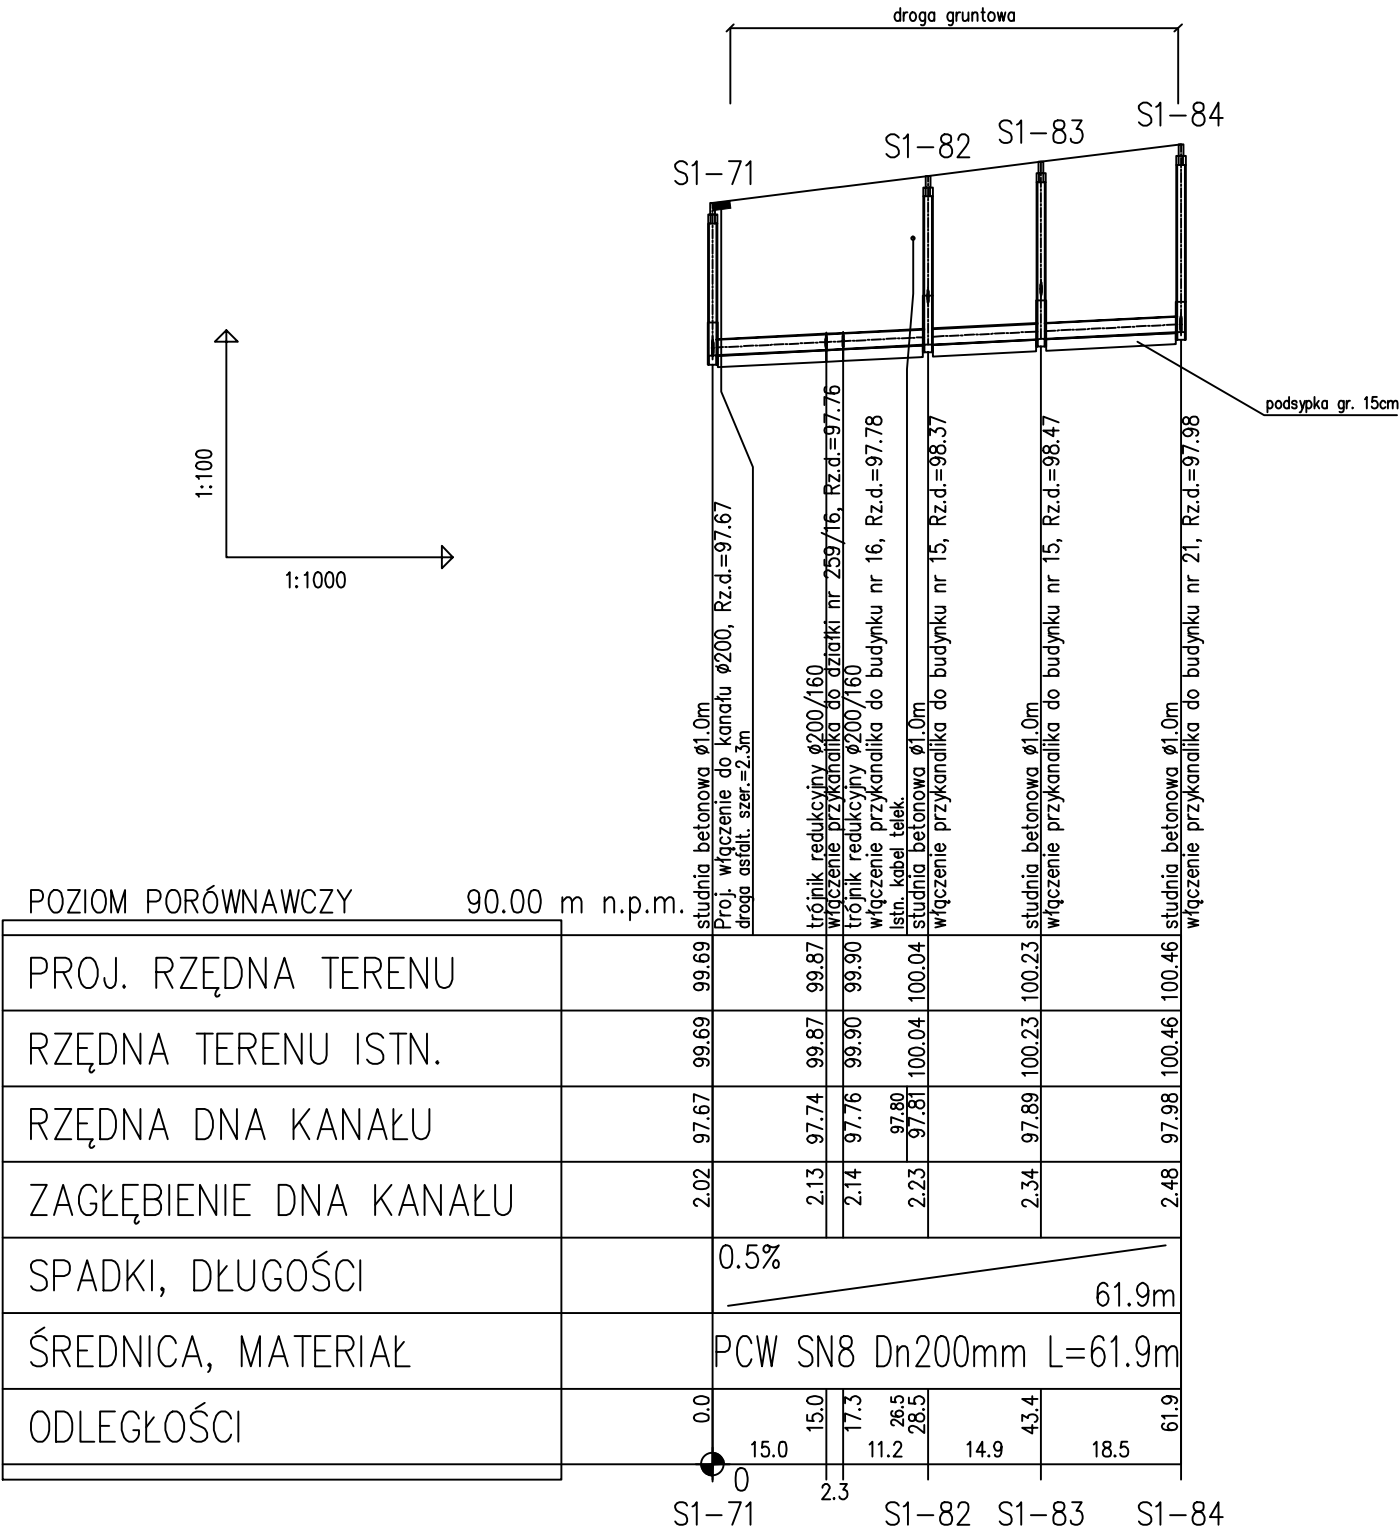 droga gruntowa
S1-71
S1-82
S1-83
S1-84
podsypka gr. 15cm
1:100
1:1000
studnia betonowa ø1.0m
Proj. włączenie do kanału ø200, Rz.d.=97.67
droga asfalt. szer.=2.3m
trójnik redukcyjny ø200/160
włączenie przykanalika do działki nr 259/16, Rz.d.=97.76
trójnik redukcyjny ø200/160
włączenie przykanalika do budynku nr 16, Rz.d.=97.78
Istn. kabel telek.
studnia betonowa ø1.0m
włączenie przykanalika do budynku nr 15, Rz.d.=98.37
studnia betonowa ø1.0m
włączenie przykanalika do budynku nr 15, Rz.d.=98.47
studnia betonowa ø1.0m
włączenie przykanalika do budynku nr 21, Rz.d.=97.98
POZIOM PORÓWNAWCZY 90.00 m n.p.m.
PROJ. RZĘDNA TERENU 99.69 99.87 99.90 100.04 100.23 100.46
RZĘDNA TERENU ISTN. 99.69 99.87 99.90 100.04 100.23 100.46
RZĘDNA DNA KANAŁU 97.67 97.74 97.76 97.80 97.81 97.89 97.98
ZAGŁĘBIENIE DNA KANAŁU 2.02 2.13 2.14 2.23 2.34 2.48
SPADKI, DŁUGOŚCI 0.5% 61.9m
ŚREDNICA, MATERIAŁ PCW SN8 Dn200mm L=61.9m
ODLEGŁOŚCI 0.0 15.0 17.3 26.5 28.5 43.4 61.9
15.0 2.3 11.2 14.9 18.5
0
S1-71 S1-82 S1-83 S1-84